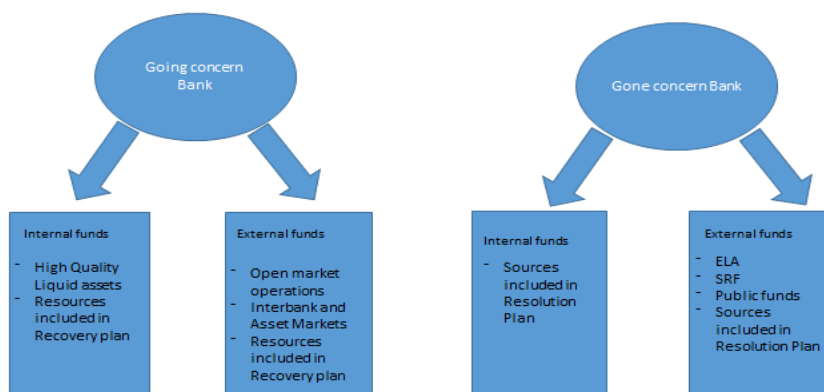 Going concern
Bank
Gone concern Bank
Internal funds
- High Quality
Liquid assets
- Resources
included in
Recovery plan
External funds
- Open market
operations
- Interbank and
Asset Markets
- Resources
included in
Recovery plan
Internal funds
- Sources
included in
Resolution
Plan
External funds
- ELA
- SRF
- Public funds
- Sources
included in
Resolution Plan